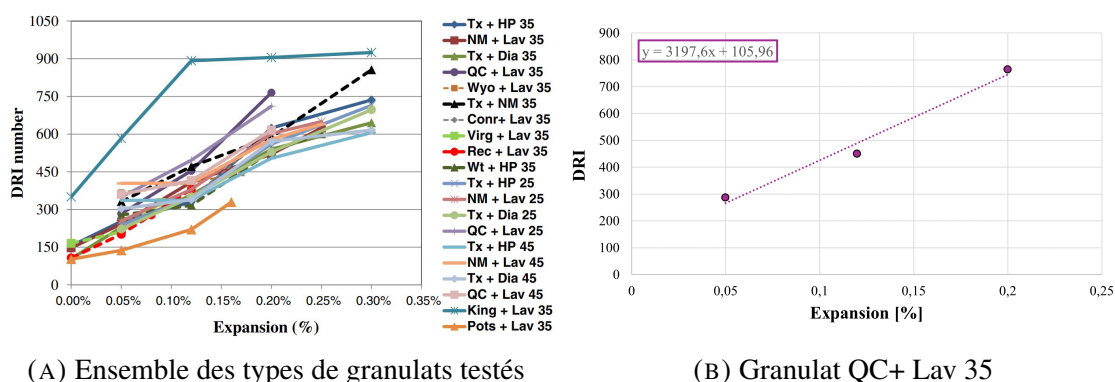 1050
900
750
600
450
300
150
0
DRI number
0.00%
0.05%
0.10%
0.15%
0.20%
0.25%
0.30%
0.35%
Expansion (%)
Tx + HP 35
NM + Lav 35
Tx + Dia 35
QC + Lav 35
Wyo + Lav 35
Tx + NM 35
Conr+ Lav 35
Virg + Lav 35
Rec + Lav 35
Wt + HP 35
Tx + HP 25
NM + Lav 25
Tx + Dia 25
QC + Lav 25
Tx + HP 45
NM + Lav 45
Tx + Dia 45
QC + Lav 45
King + Lav 35
Pots + Lav 35
(A) Ensemble des types de granulats testés
y = 3197,6x + 105,96
900
800
700
600
500
400
300
200
100
0
DRI
0
0,05
0,1
0,15
0,2
0,25
Expansion [%]
(B) Granulat QC+ Lav 35